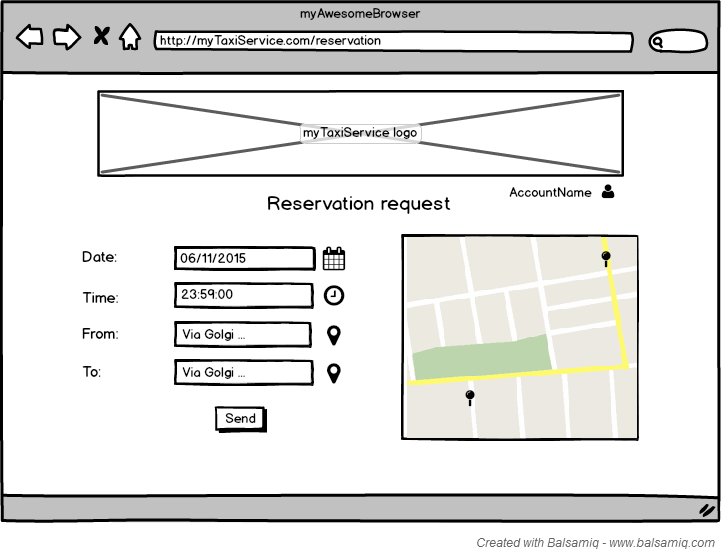 myAwesomeBrowser
http://myTaxiService.com/reservation
myTaxiService logo
AccountName
Reservation request
Date:
06/11/2015
Time:
23:59:00
From:
Via Golgi ...
To:
Via Golgi ...
Send
Created with Balsamiq - www.balsamiq.com